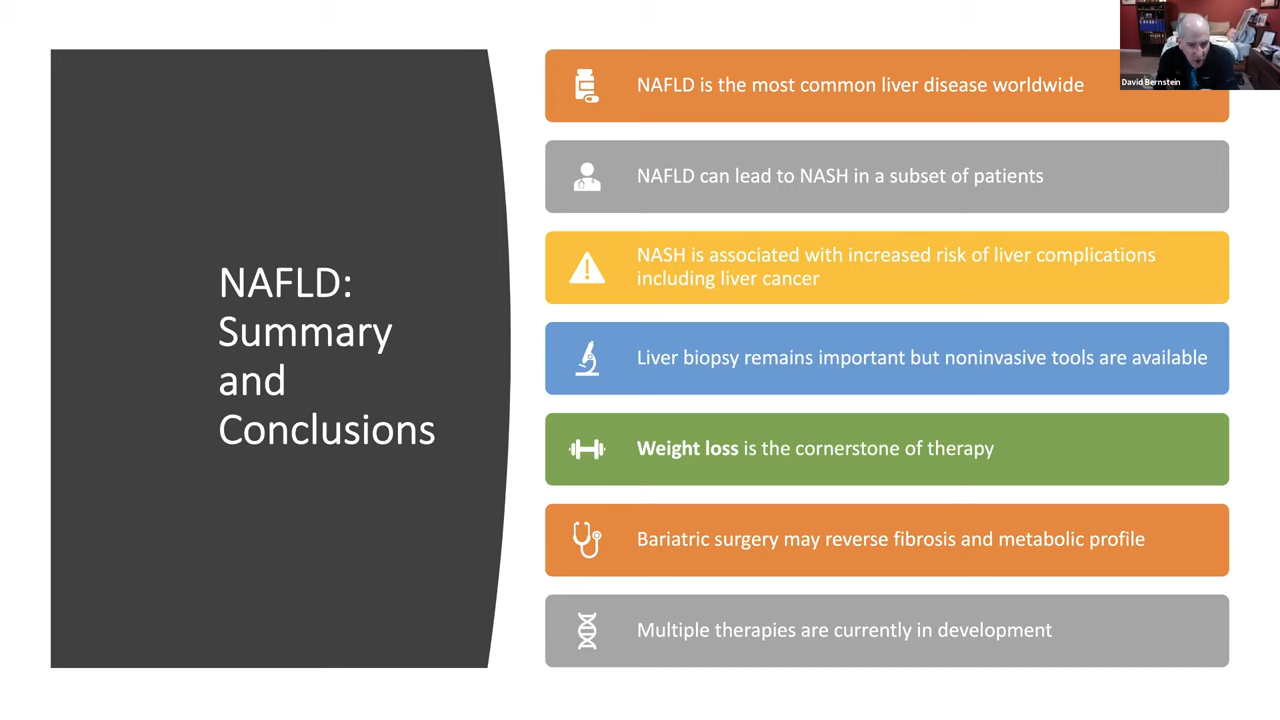 NAFLD:
Summary
and
Conclusions
NAFLD is the most common liver disease worldwide
NAFLD can lead to NASH in a subset of patients
NASH is associated with increased risk of liver complications
including liver cancer
Liver biopsy remains important but noninvasive tools are available
Weight loss is the cornerstone of therapy
Bariatric surgery may reverse fibrosis and metabolic profile
Multiple therapies are currently in development
David Bernstein